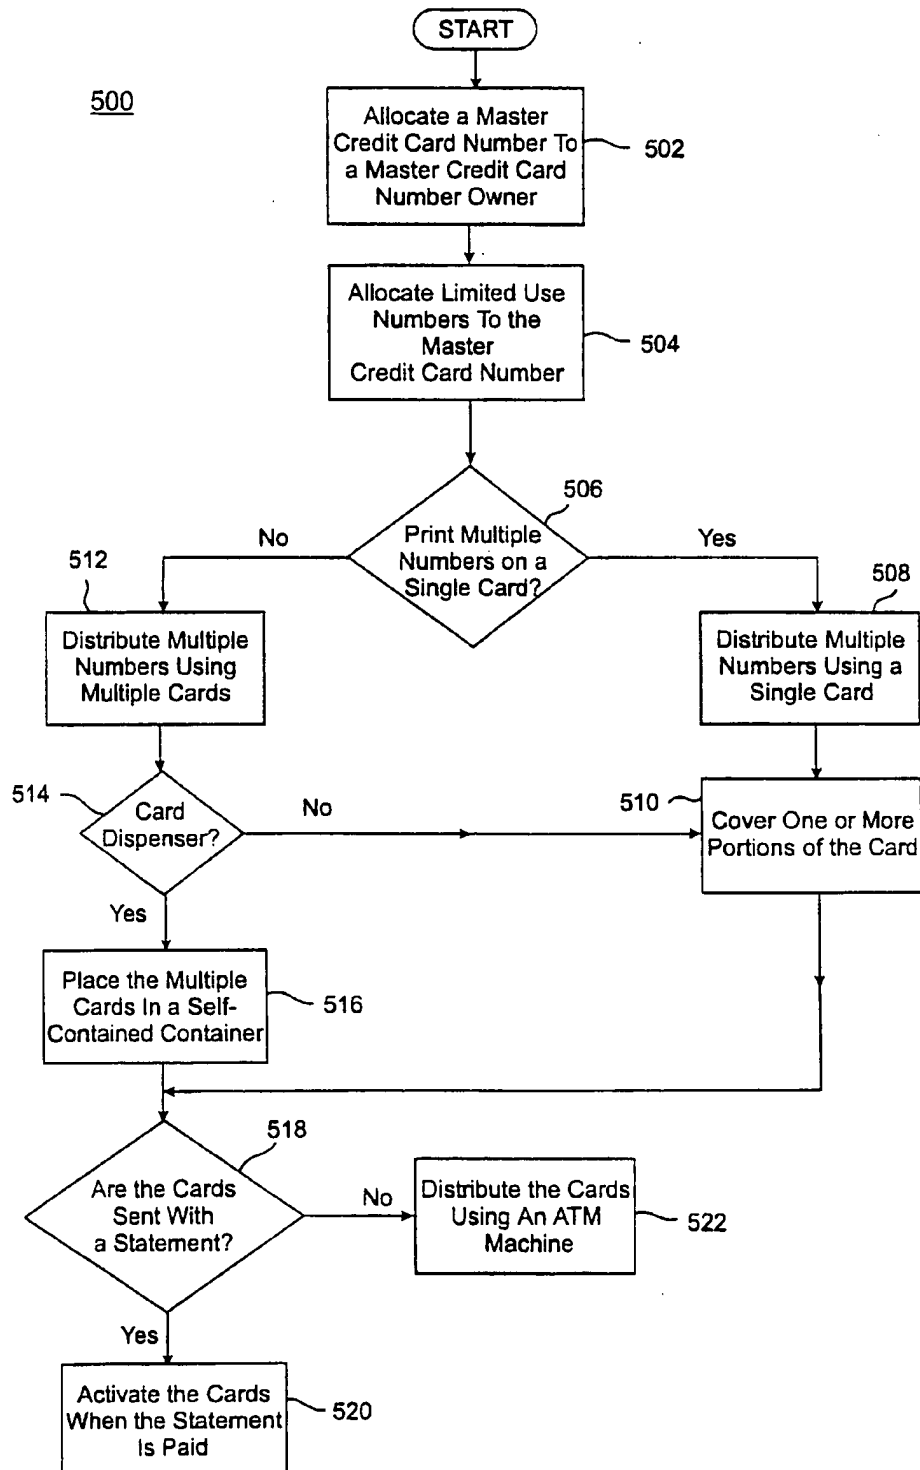 START
500
Allocate a Master
Credit Card Number To
a Master Credit Card
Number Owner
502
Allocate Limited Use
Numbers To the
Master
Credit Card Number
504
506
Print Multiple
Numbers on a
Single Card?
No
Yes
512
508
Distribute Multiple
Numbers Using
Multiple Cards
Distribute Multiple
Numbers Using a
Single Card
514
Card
Dispenser?
No
510
Cover One or More
Portions of the Card
Yes
Place the Multiple
Cards In a Self-
Contained Container
516
518
Are the Cards
Sent With
a Statement?
No
Distribute the Cards
Using An ATM
Machine
522
Yes
Activate the Cards
When the Statement
Is Paid
520